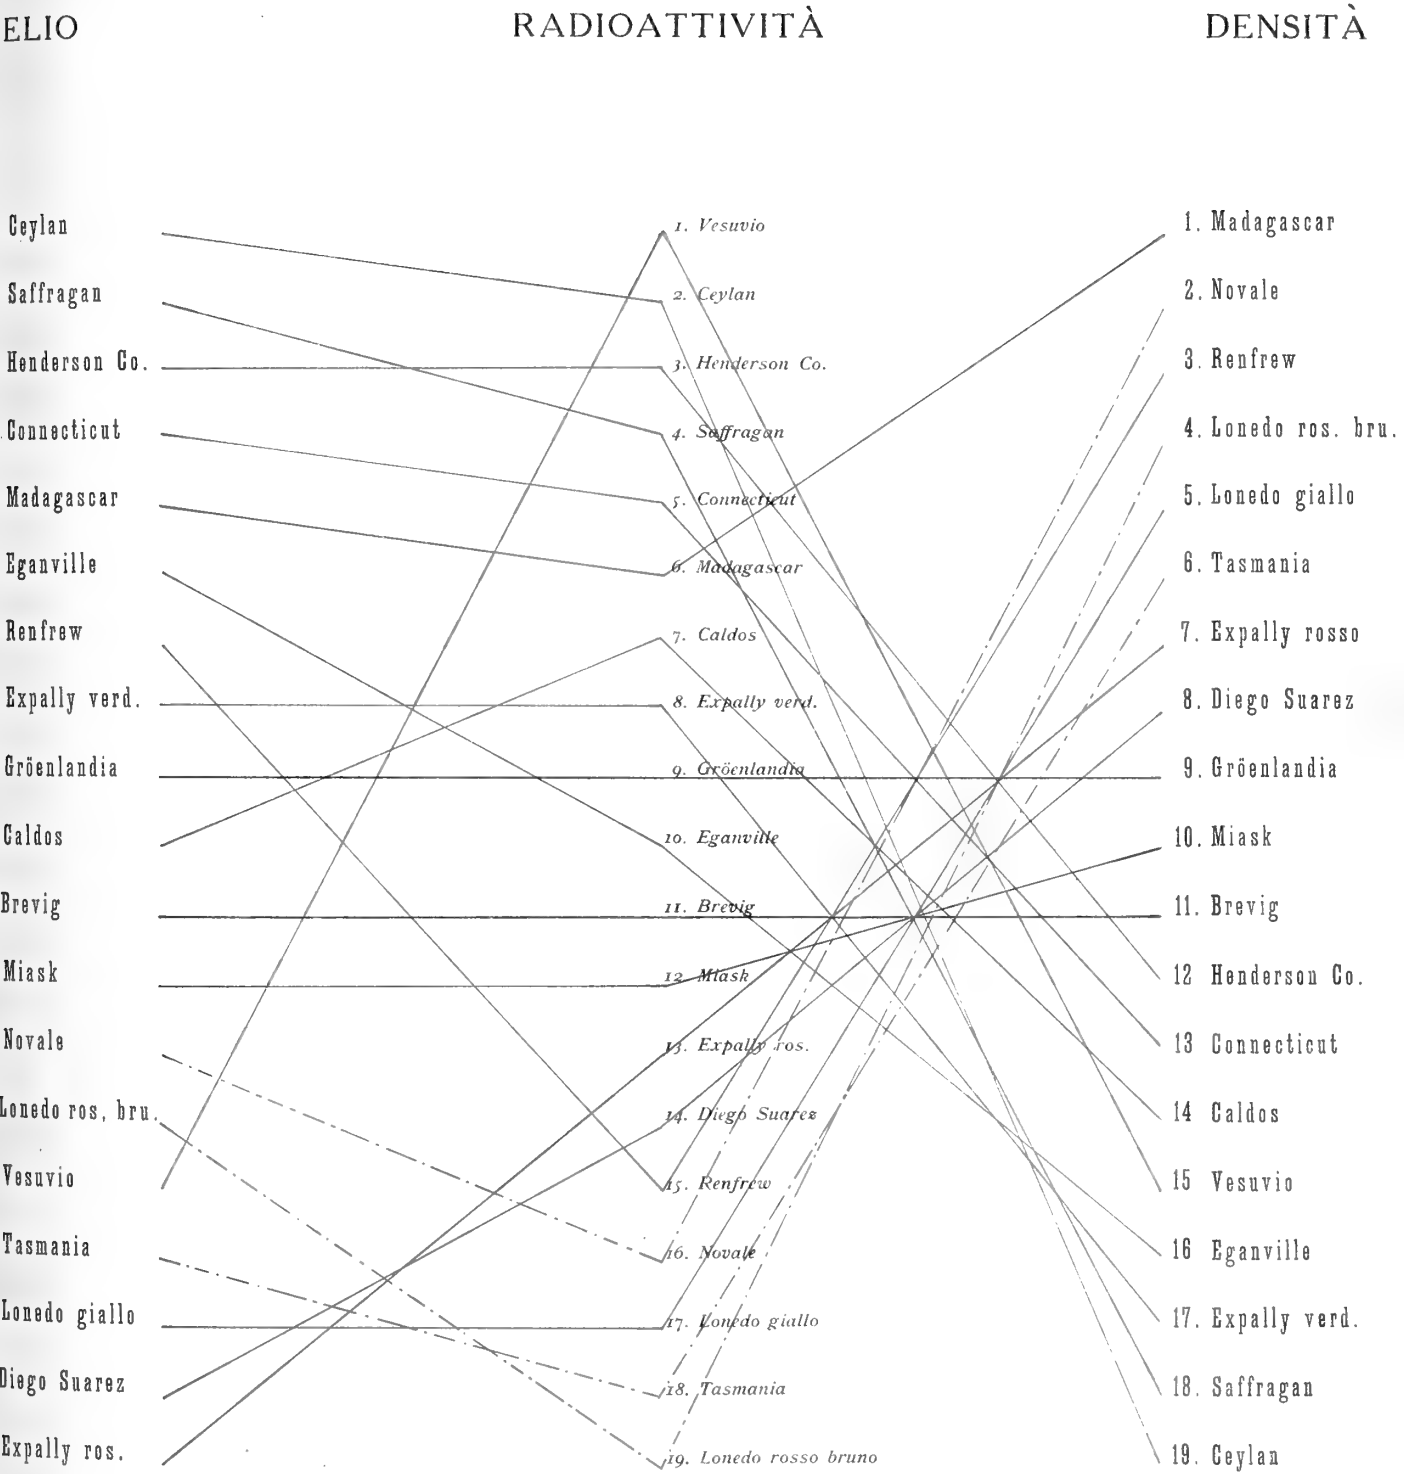 ELIO RADIOATTIVITÀ DENSITÀ
Ceylan 1. Vesuvio 1. Madagascar
Saffragan 2. Ceylan 2. Novale
Henderson Co. 3. Henderson Co. 3. Renfrew
Connecticut 4. Saffragan 4. Lonedo ros. bru.
Madagascar 5. Connecticut 5. Lonedo giallo
Eganville 6. Madagascar 6. Tasmania
Renfrew 7. Caldos 7. Expally rosso
Expally verd. 8. Expally verd. 8. Diego Suarez
Gröenlandia 9. Gröenlandia 9. Gröenlandia
Caldos 10. Eganville 10. Miask
Brevig 11. Brevig 11. Brevig
Miask 12. Miask 12 Henderson Co.
Novale 13. Expally ros. 13 Connecticut
Lonedo ros, bru. 14. Diego Suarez 14 Caldos
Vesuvio 15. Renfrew 15 Vesuvio
Tasmania 16. Novale 16 Eganville
Lonedo giallo 17. Lonedo giallo 17. Expally verd.
Diego Suarez 18. Tasmania 18. Saffragan
Expally ros. 19. Lonedo rosso bruno 19. Ceylan